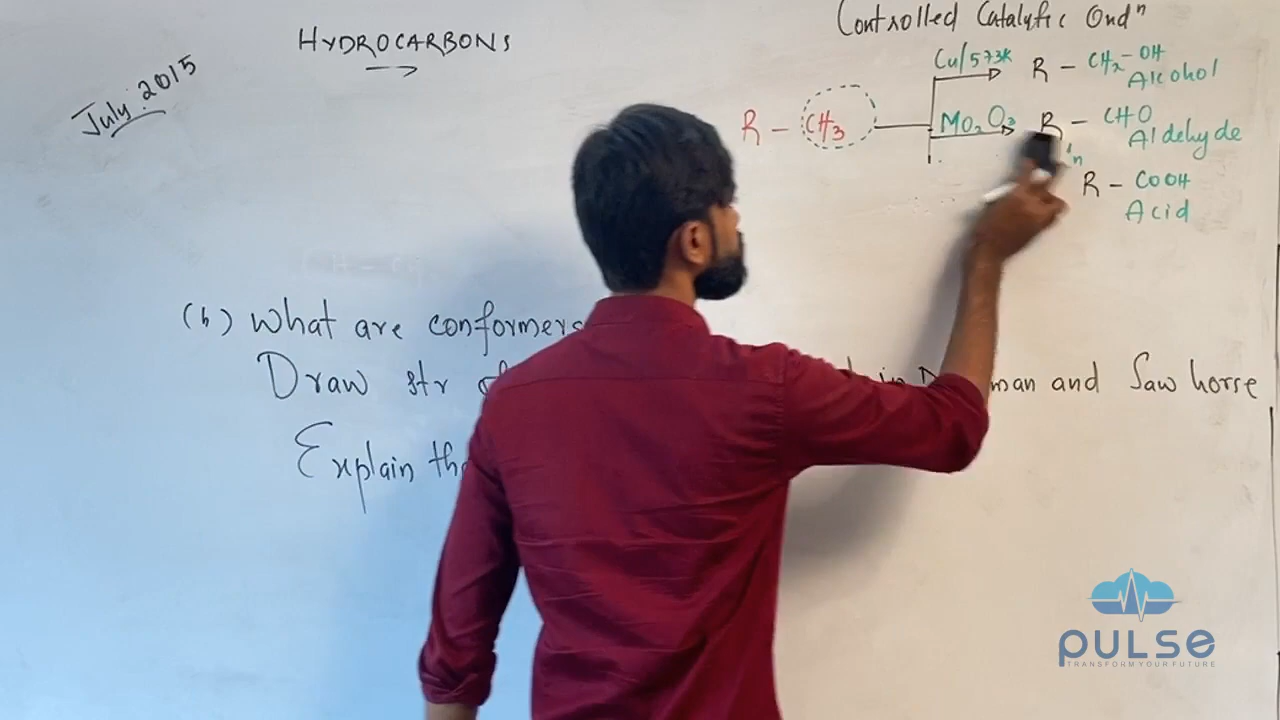 HYDROCARBONS
July 2015
Controlled Catalytic Oxdⁿ
Cu/573K
R - CH₂-OH
Alcohol
R - CH₃
Mo₂O₃
R - CHO
Aldehyde
R - COOH
Acid
(b) What are conformers
Draw str man and Saw horse
Explain
PULSE
TRANSFORM YOUR FUTURE